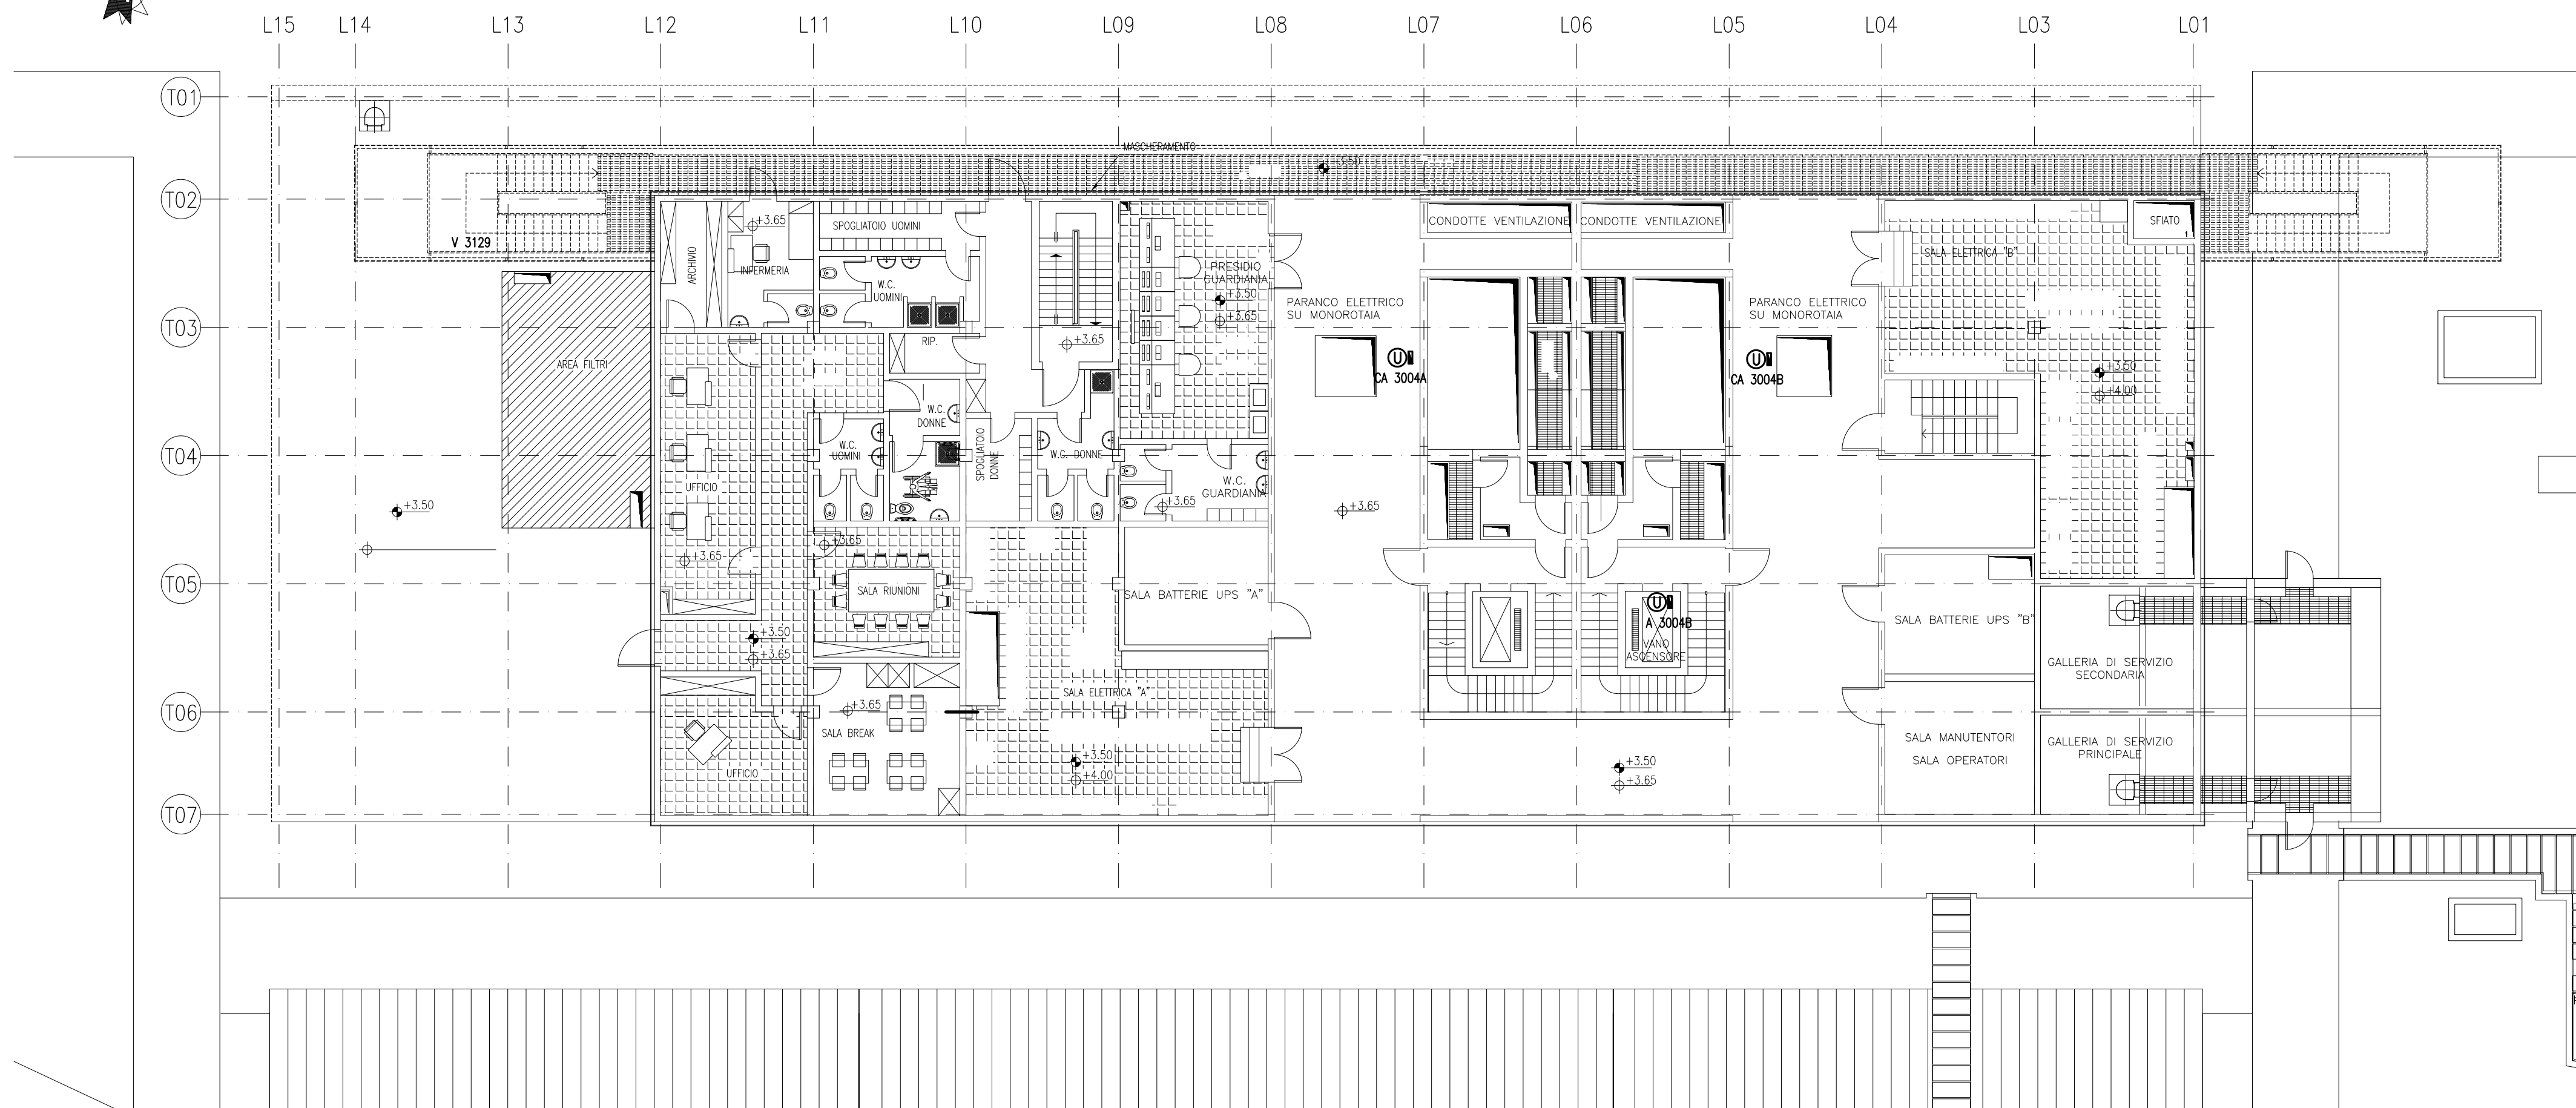 L15 L14 L13 L12 L11 L10 L09 L08 L07 L06 L05 L04 L03 L01
T01
MASCHERAMENTO
+3.50
T02
V 3129
ARCHIVIO
+3.65
INFERMERIA
SPOGLIATOIO UOMINI
W.C.
UOMINI
PRESIDIO
GUARDIANIA
+3.50
+3.65
CONDOTTE VENTILAZIONE
CONDOTTE VENTILAZIONE
SALA ELETTRICA "B"
SFIATO
1
PARANCO ELETTRICO
SU MONOROTAIA
PARANCO ELETTRICO
SU MONOROTAIA
T03
RIP.
+3.65
AREA FILTRI
U
CA 3004A
U
CA 3004B
+3.50
+4.00
W.C.
DONNE
W.C.
UOMINI
SPOGLIATOIO
DONNE
W.C. DONNE
T04
UFFICIO
W.C.
GUARDIANIA
+3.65
+3.65
+3.50
+3.65
+3.65
T05
SALA RIUNIONI
SALA BATTERIE UPS "A"
U
A 3004B
VANO
ASCENSORE
SALA BATTERIE UPS "B"
+3.50
+3.65
GALLERIA DI SERVIZIO
SECONDARIA
SALA ELETTRICA "A"
T06
+3.65
SALA BREAK
UFFICIO
+3.50
+4.00
+3.50
+3.65
SALA MANUTENTORI
SALA OPERATORI
GALLERIA DI SERVIZIO
PRINCIPALE
T07